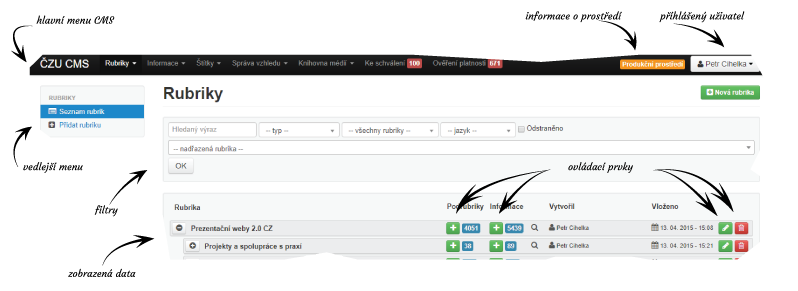 hlavní menu CMS
informace o prostředí
přihlášený uživatel
ČZU CMS Rubriky Informace Štítky Správa vzhledu Knihovna médií Ke schválení 100 Ověření platnosti 671 Produkční prostředí Petr Cihelka
RUBRIKY
Seznam rubrik
Přidat rubriku
vedlejší menu
Rubriky
Nová rubrika
Hledaný výraz -- typ -- -- všechny rubriky -- -- jazyk -- Odstraněno
-- nadřazená rubrika --
OK
filtry
ovládací prvky
Rubrika Podrubriky Informace Vytvořil Vloženo
Prezentační weby 2.0 CZ 4051 5439 Petr Cihelka 13. 04. 2015 - 15:08
Projekty a spolupráce s praxí 38 89 Petr Cihelka 13. 04. 2015 - 15:21
zobrazená data